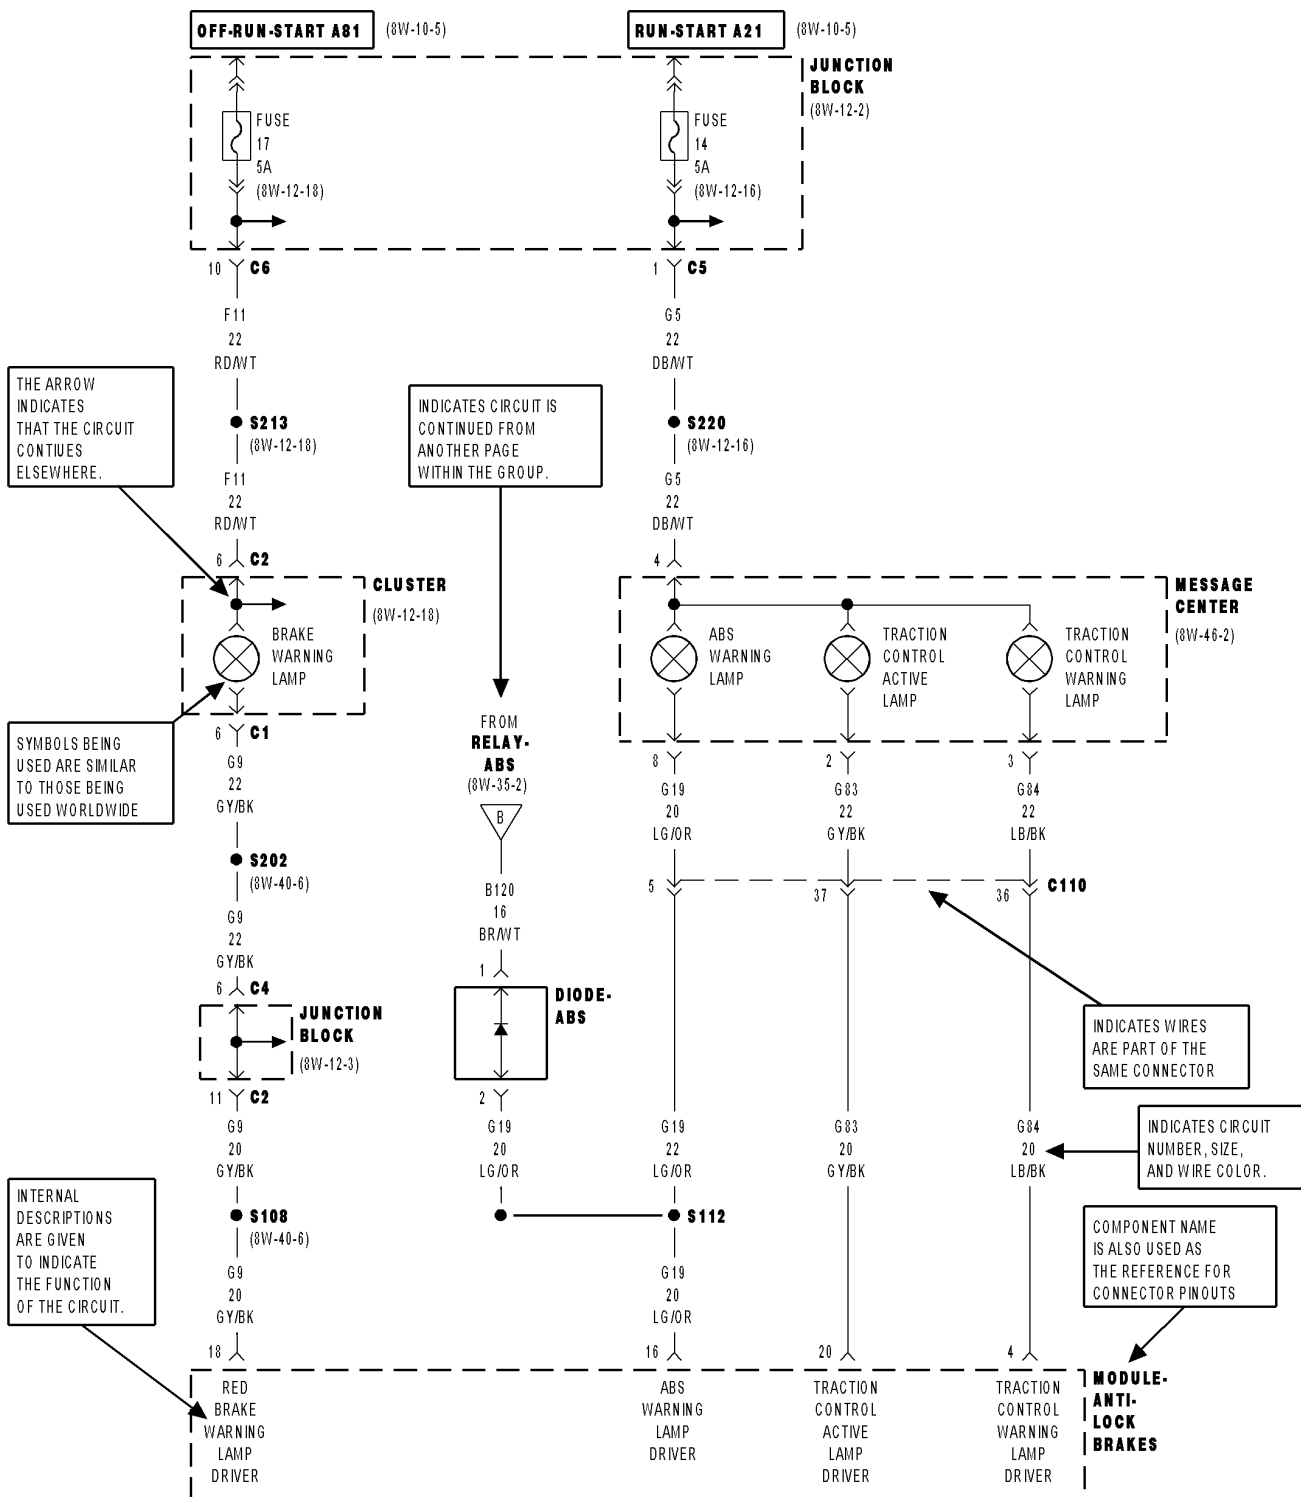 OFF-RUN-START A81
(8W-10-5)
RUN-START A21
(8W-10-5)
JUNCTION
BLOCK
(8W-12-2)
FUSE
17
5A
(8W-12-18)
FUSE
14
5A
(8W-12-16)
10
C6
1
C5
F11
22
RD/WT
G5
22
DB/WT
THE ARROW
INDICATES
THAT THE CIRCUIT
CONTIUES
ELSEWHERE.
INDICATES CIRCUIT IS
CONTINUED FROM
ANOTHER PAGE
WITHIN THE GROUP.
S213
(8W-12-18)
S220
(8W-12-16)
F11
22
RD/WT
G5
22
DB/WT
6
C2
4
CLUSTER
(8W-12-18)
BRAKE
WARNING
LAMP
MESSAGE
CENTER
(8W-46-2)
ABS
WARNING
LAMP
TRACTION
CONTROL
ACTIVE
LAMP
TRACTION
CONTROL
WARNING
LAMP
SYMBOLS BEING
USED ARE SIMILAR
TO THOSE BEING
USED WORLDWIDE
6
C1
G9
22
GY/BK
FROM
RELAY-
ABS
(8W-35-2)
B
8
2
3
G19
20
LG/OR
G83
22
GY/BK
G84
22
LB/BK
S202
(8W-40-6)
B120
16
BR/WT
5
37
36
C110
G9
22
GY/BK
6
C4
1
JUNCTION
BLOCK
(8W-12-3)
DIODE-
ABS
INDICATES WIRES
ARE PART OF THE
SAME CONNECTOR
11
C2
2
G9
20
GY/BK
G19
20
LG/OR
G19
22
LG/OR
G83
20
GY/BK
G84
20
LB/BK
INDICATES CIRCUIT
NUMBER, SIZE,
AND WIRE COLOR.
INTERNAL
DESCRIPTIONS
ARE GIVEN
TO INDICATE
THE FUNCTION
OF THE CIRCUIT.
S108
(8W-40-6)
S112
COMPONENT NAME
IS ALSO USED AS
THE REFERENCE FOR
CONNECTOR PINOUTS
G9
20
GY/BK
G19
20
LG/OR
18
16
20
4
RED
BRAKE
WARNING
LAMP
DRIVER
ABS
WARNING
LAMP
DRIVER
TRACTION
CONTROL
ACTIVE
LAMP
DRIVER
TRACTION
CONTROL
WARNING
LAMP
DRIVER
MODULE-
ANTI-
LOCK
BRAKES